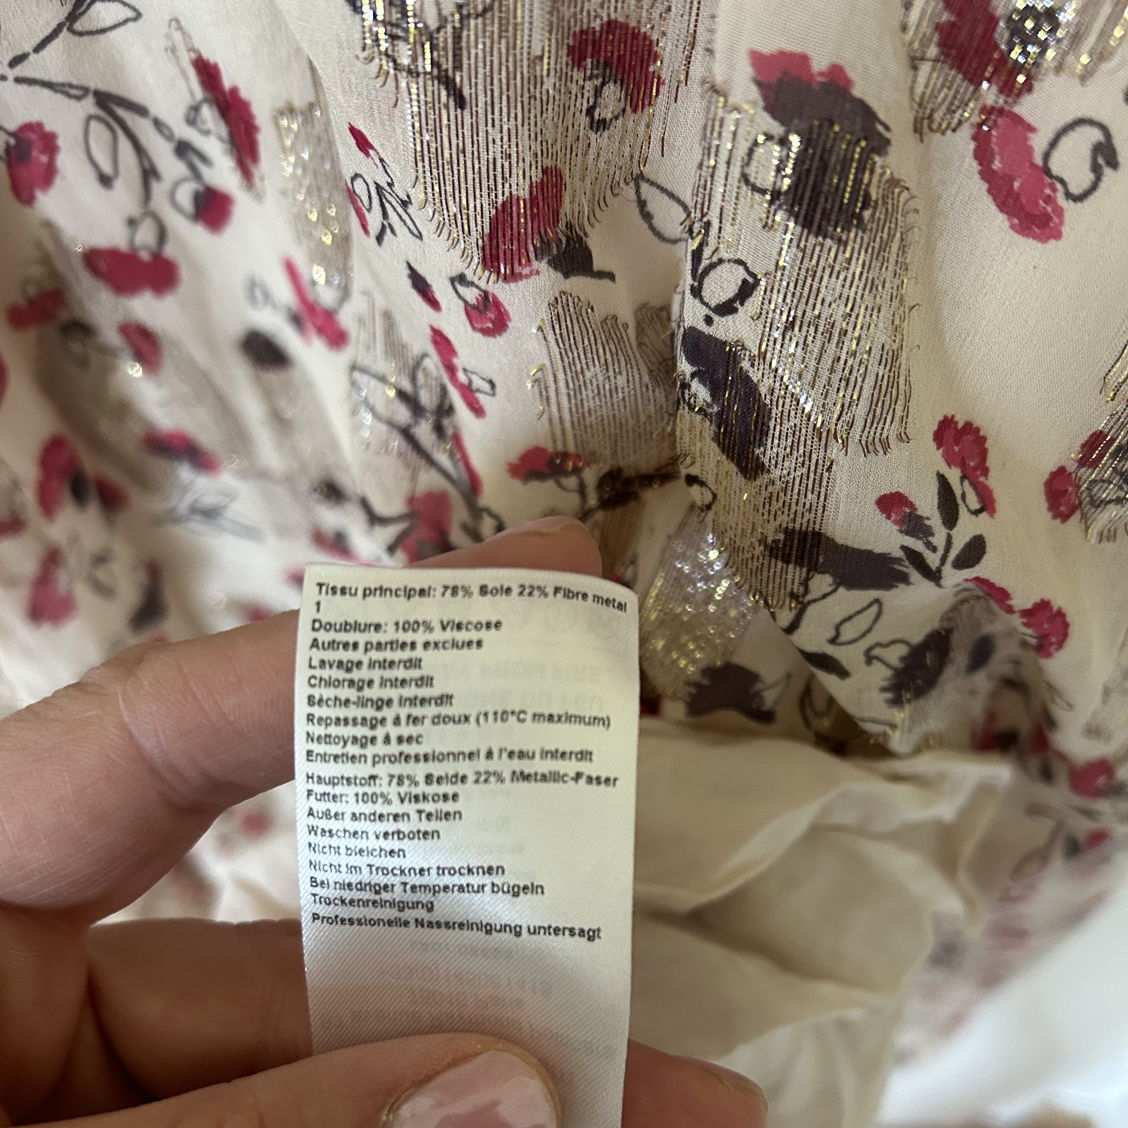 Tissu principal: 78% Soie 22% Fibre metal
1
Doublure: 100% Viscose
Autres parties exclues
Lavage interdit
Chlorage interdit
Sèche-linge interdit
Repassage à fer doux (110°C maximum)
Nettoyage à sec
Entretien professionnel à l'eau interdit
Hauptstoff: 78% Seide 22% Metallic-Faser
Futter: 100% Viskose
Außer anderen Teilen
Waschen verboten
Nicht bleichen
Nicht im Trockner trocknen
Bei niedriger Temperatur bügeln
Trockenreinigung
Professionelle Nassreinigung untersagt